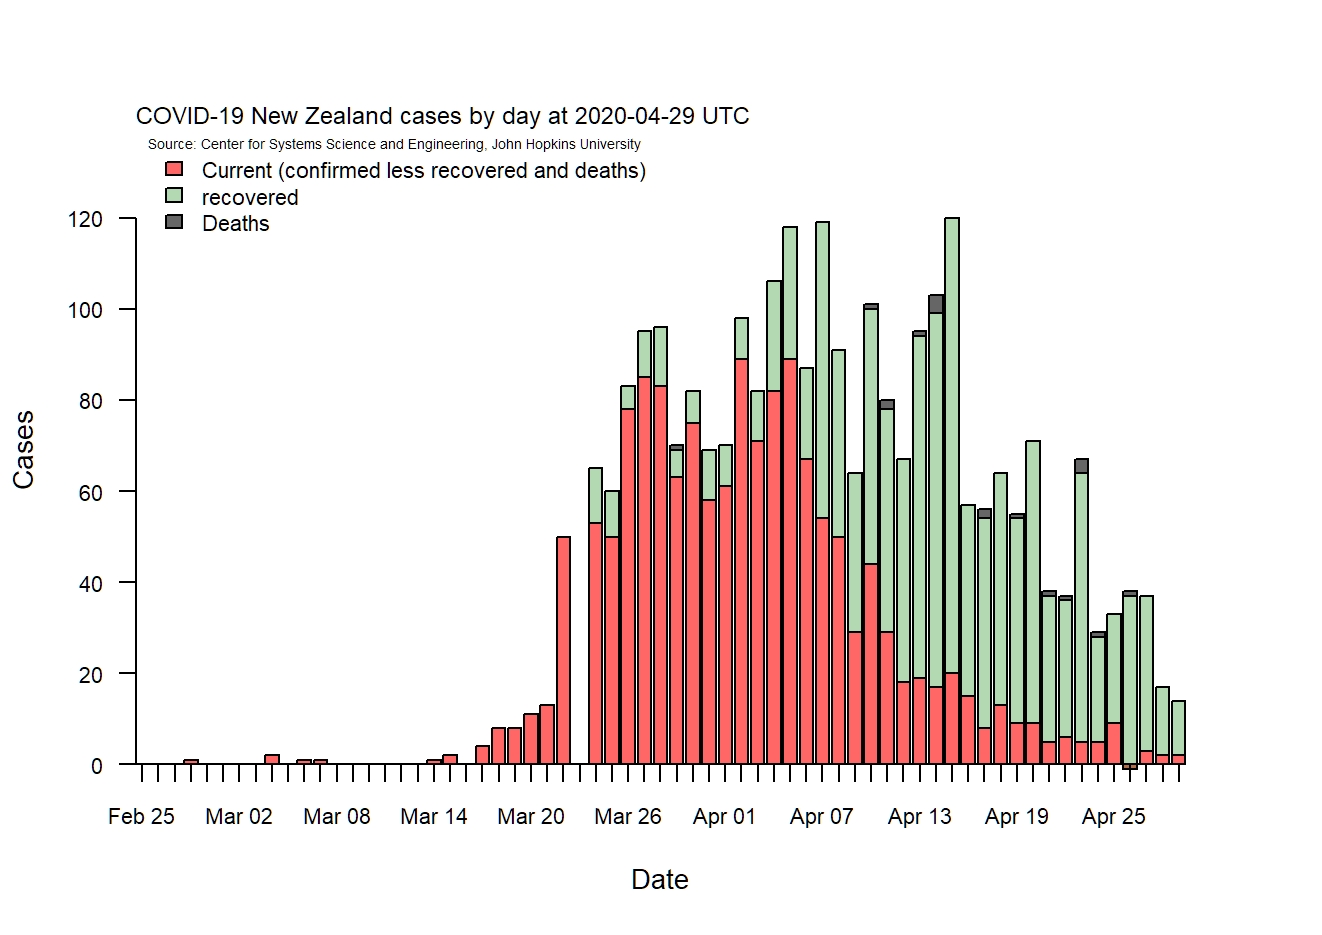 COVID-19 New Zealand cases by day at 2020-04-29 UTC
Source: Center for Systems Science and Engineering, John Hopkins University
Current (confirmed less recovered and deaths)
recovered
Deaths
120
100
80
60
40
20
0
Cases
Feb 25 Mar 02 Mar 08 Mar 14 Mar 20 Mar 26 Apr 01 Apr 07 Apr 13 Apr 19 Apr 25
Date